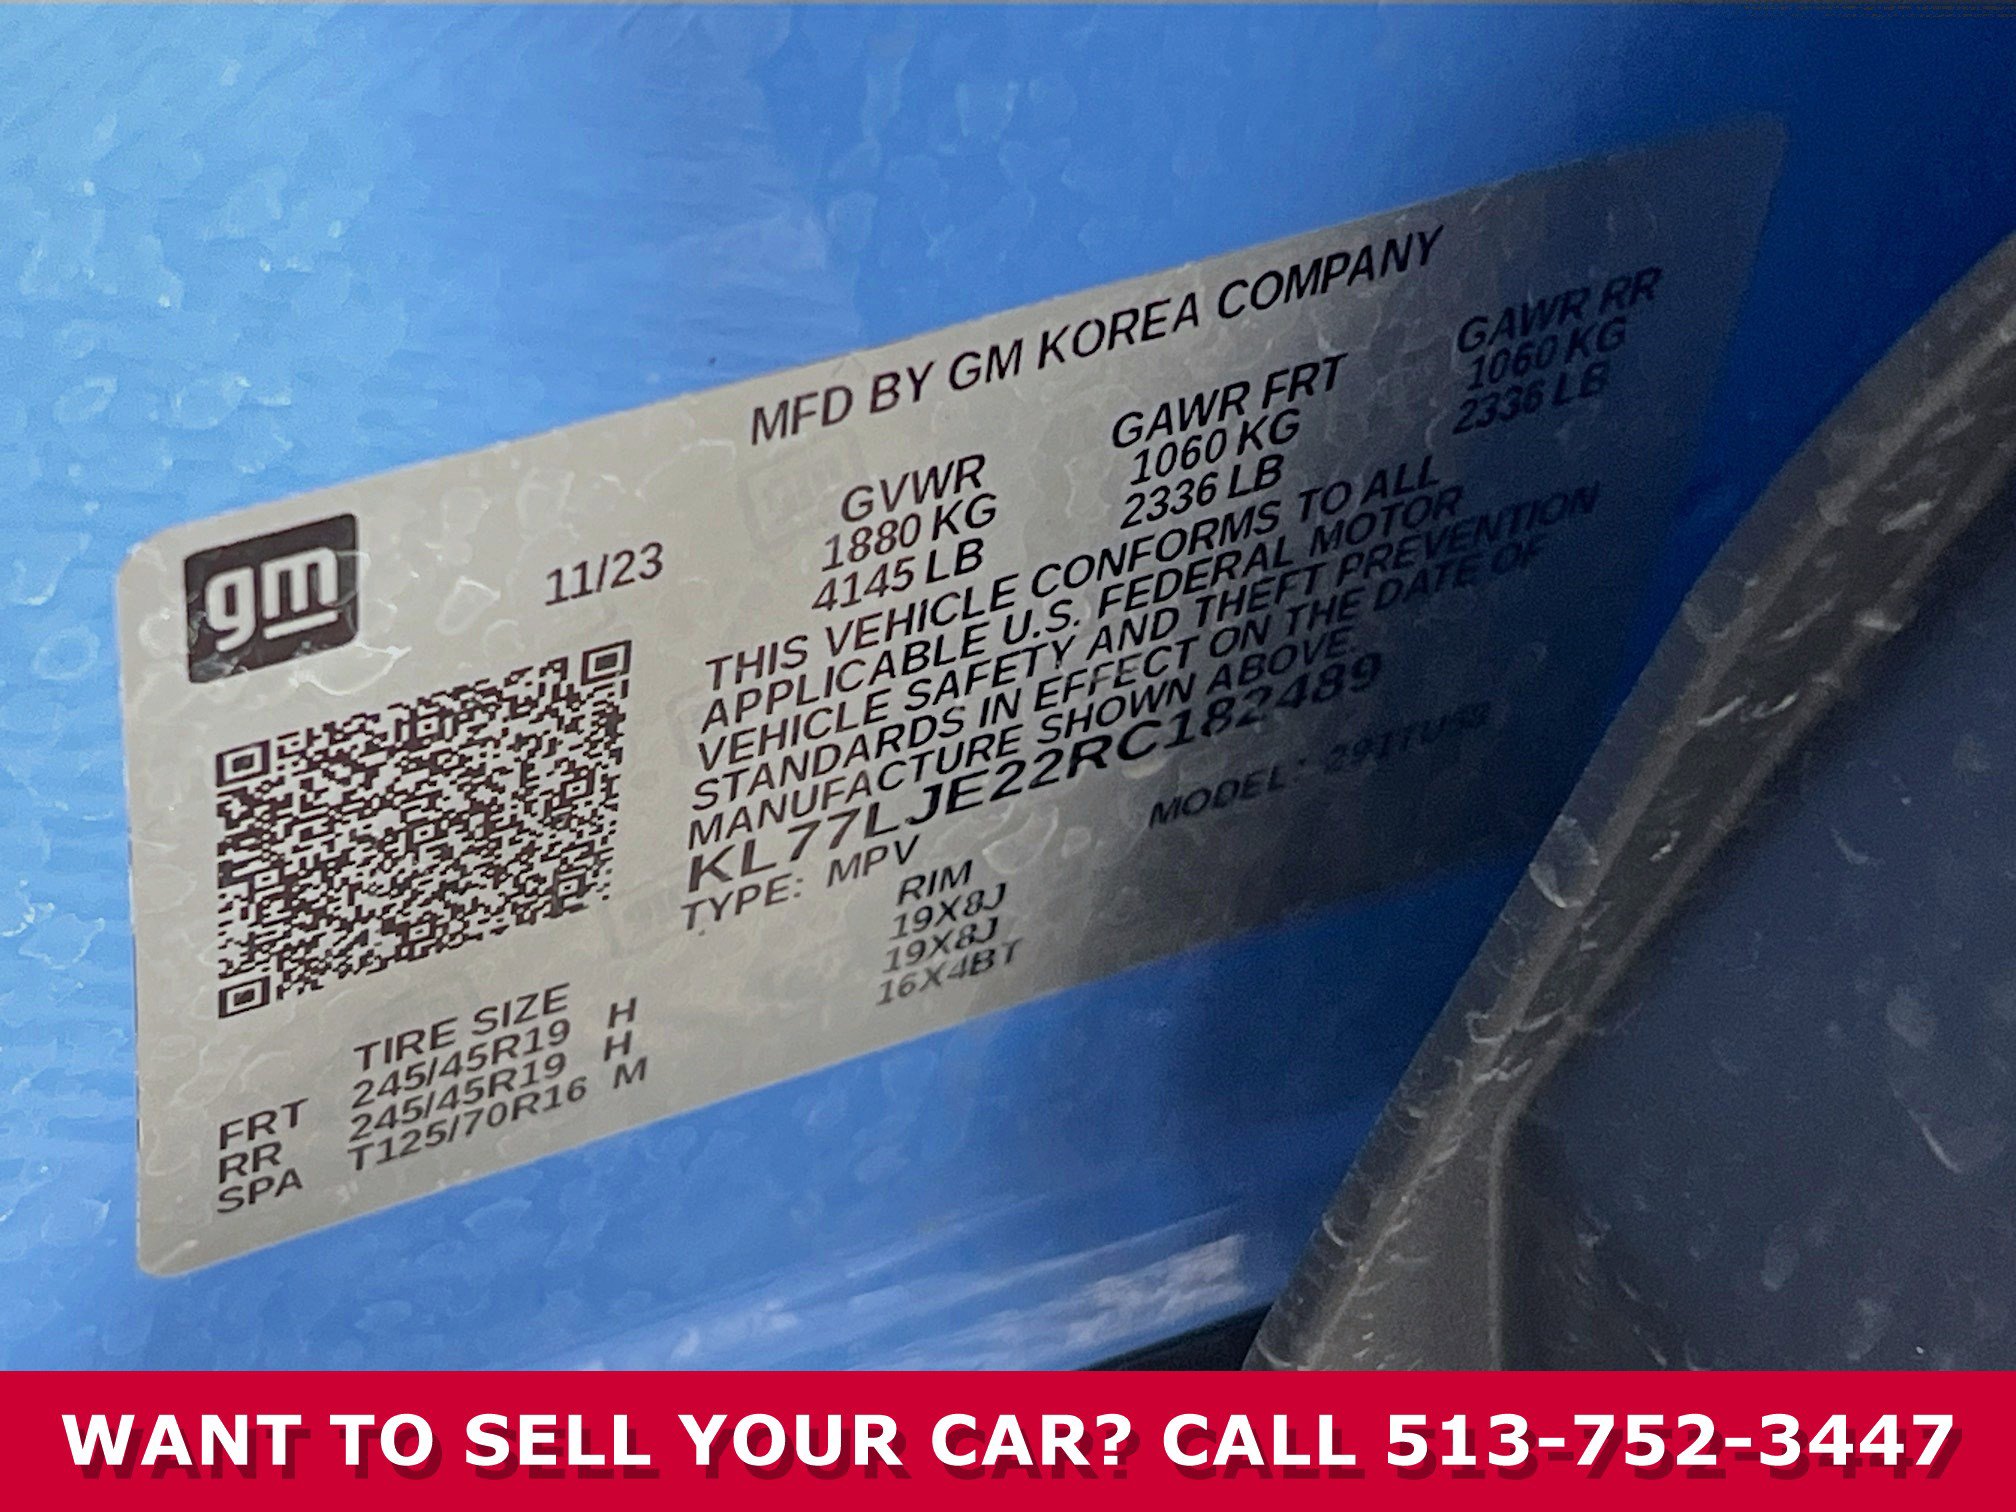 MFD BY GM KOREA COMPANY
gm
11/23
GVWR GAWR FRT GAWR RR
1880 KG 1060 KG 1060 KG
4145 LB 2336 LB 2336 LB
THIS VEHICLE CONFORMS TO ALL
APPLICABLE U.S. FEDERAL MOTOR
VEHICLE SAFETY AND THEFT PREVENTION
STANDARDS IN EFFECT ON THE DATE OF
MANUFACTURE SHOWN ABOVE.
KL77LJE22RC182489
TYPE: MPV MODEL:
TIRE SIZE RIM
FRT 245/45R19 H 19X8J
RR 245/45R19 H 19X8J
SPA T125/70R16 M 16X4BT
WANT TO SELL YOUR CAR? CALL 513-752-3447